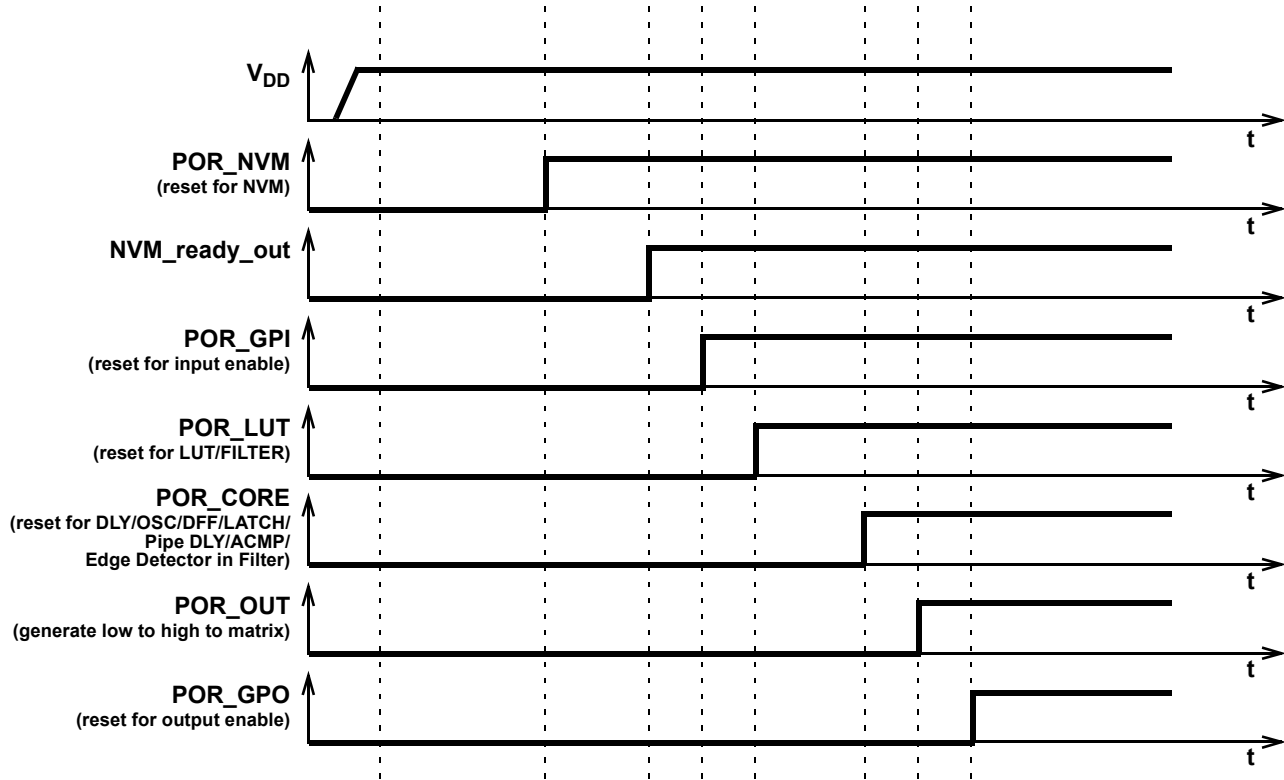 VDD
t
POR_NVM
(reset for NVM)
t
NVM_ready_out
t
POR_GPI
(reset for input enable)
t
POR_LUT
(reset for LUT/FILTER)
t
POR_CORE
(reset for DLY/OSC/DFF/LATCH/
Pipe DLY/ACMP/
Edge Detector in Filter)
t
POR_OUT
(generate low to high to matrix)
t
POR_GPO
(reset for output enable)
t